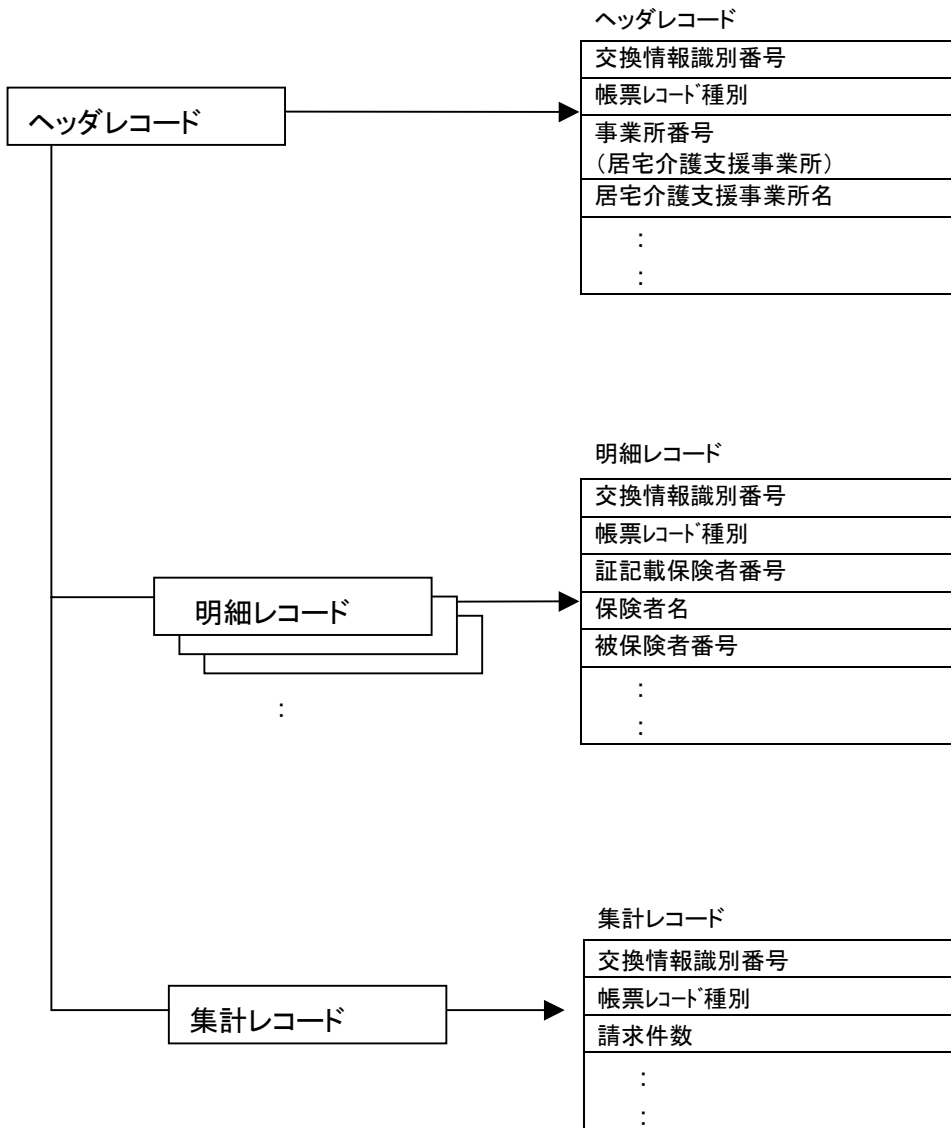 ヘッダレコード
交換情報識別番号
帳票ﾚｺｰﾄﾞ種別
事業所番号
（居宅介護支援事業所）
居宅介護支援事業所名
：
：
ヘッダレコード
明細レコード
交換情報識別番号
帳票ﾚｺｰﾄﾞ種別
証記載保険者番号
保険者名
被保険者番号
：
：
明細レコード
：
集計レコード
交換情報識別番号
帳票ﾚｺｰﾄﾞ種別
請求件数
：
：
集計レコード